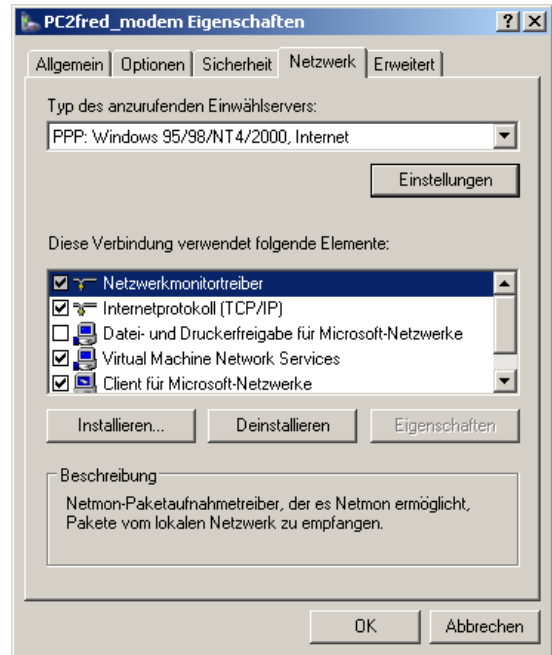 PC2fred_modem Eigenschaften
Allgemein
Optionen
Sicherheit
Netzwerk
Erweitert
Typ des anzurufenden Einwählservers:
PPP: Windows 95/98/NT4/2000, Internet
Einstellungen
Diese Verbindung verwendet folgende Elemente:
Netzwerkmonitortreiber
Internetprotokoll (TCP/IP)
Datei- und Druckerfreigabe für Microsoft-Netzwerke
Virtual Machine Network Services
Client für Microsoft-Netzwerke
Installieren...
Deinstallieren
Eigenschaften
Beschreibung
Netmon-Paketaufnahmetreiber, der es Netmon ermöglicht,
Pakete vom lokalen Netzwerk zu empfangen.
OK
Abbrechen